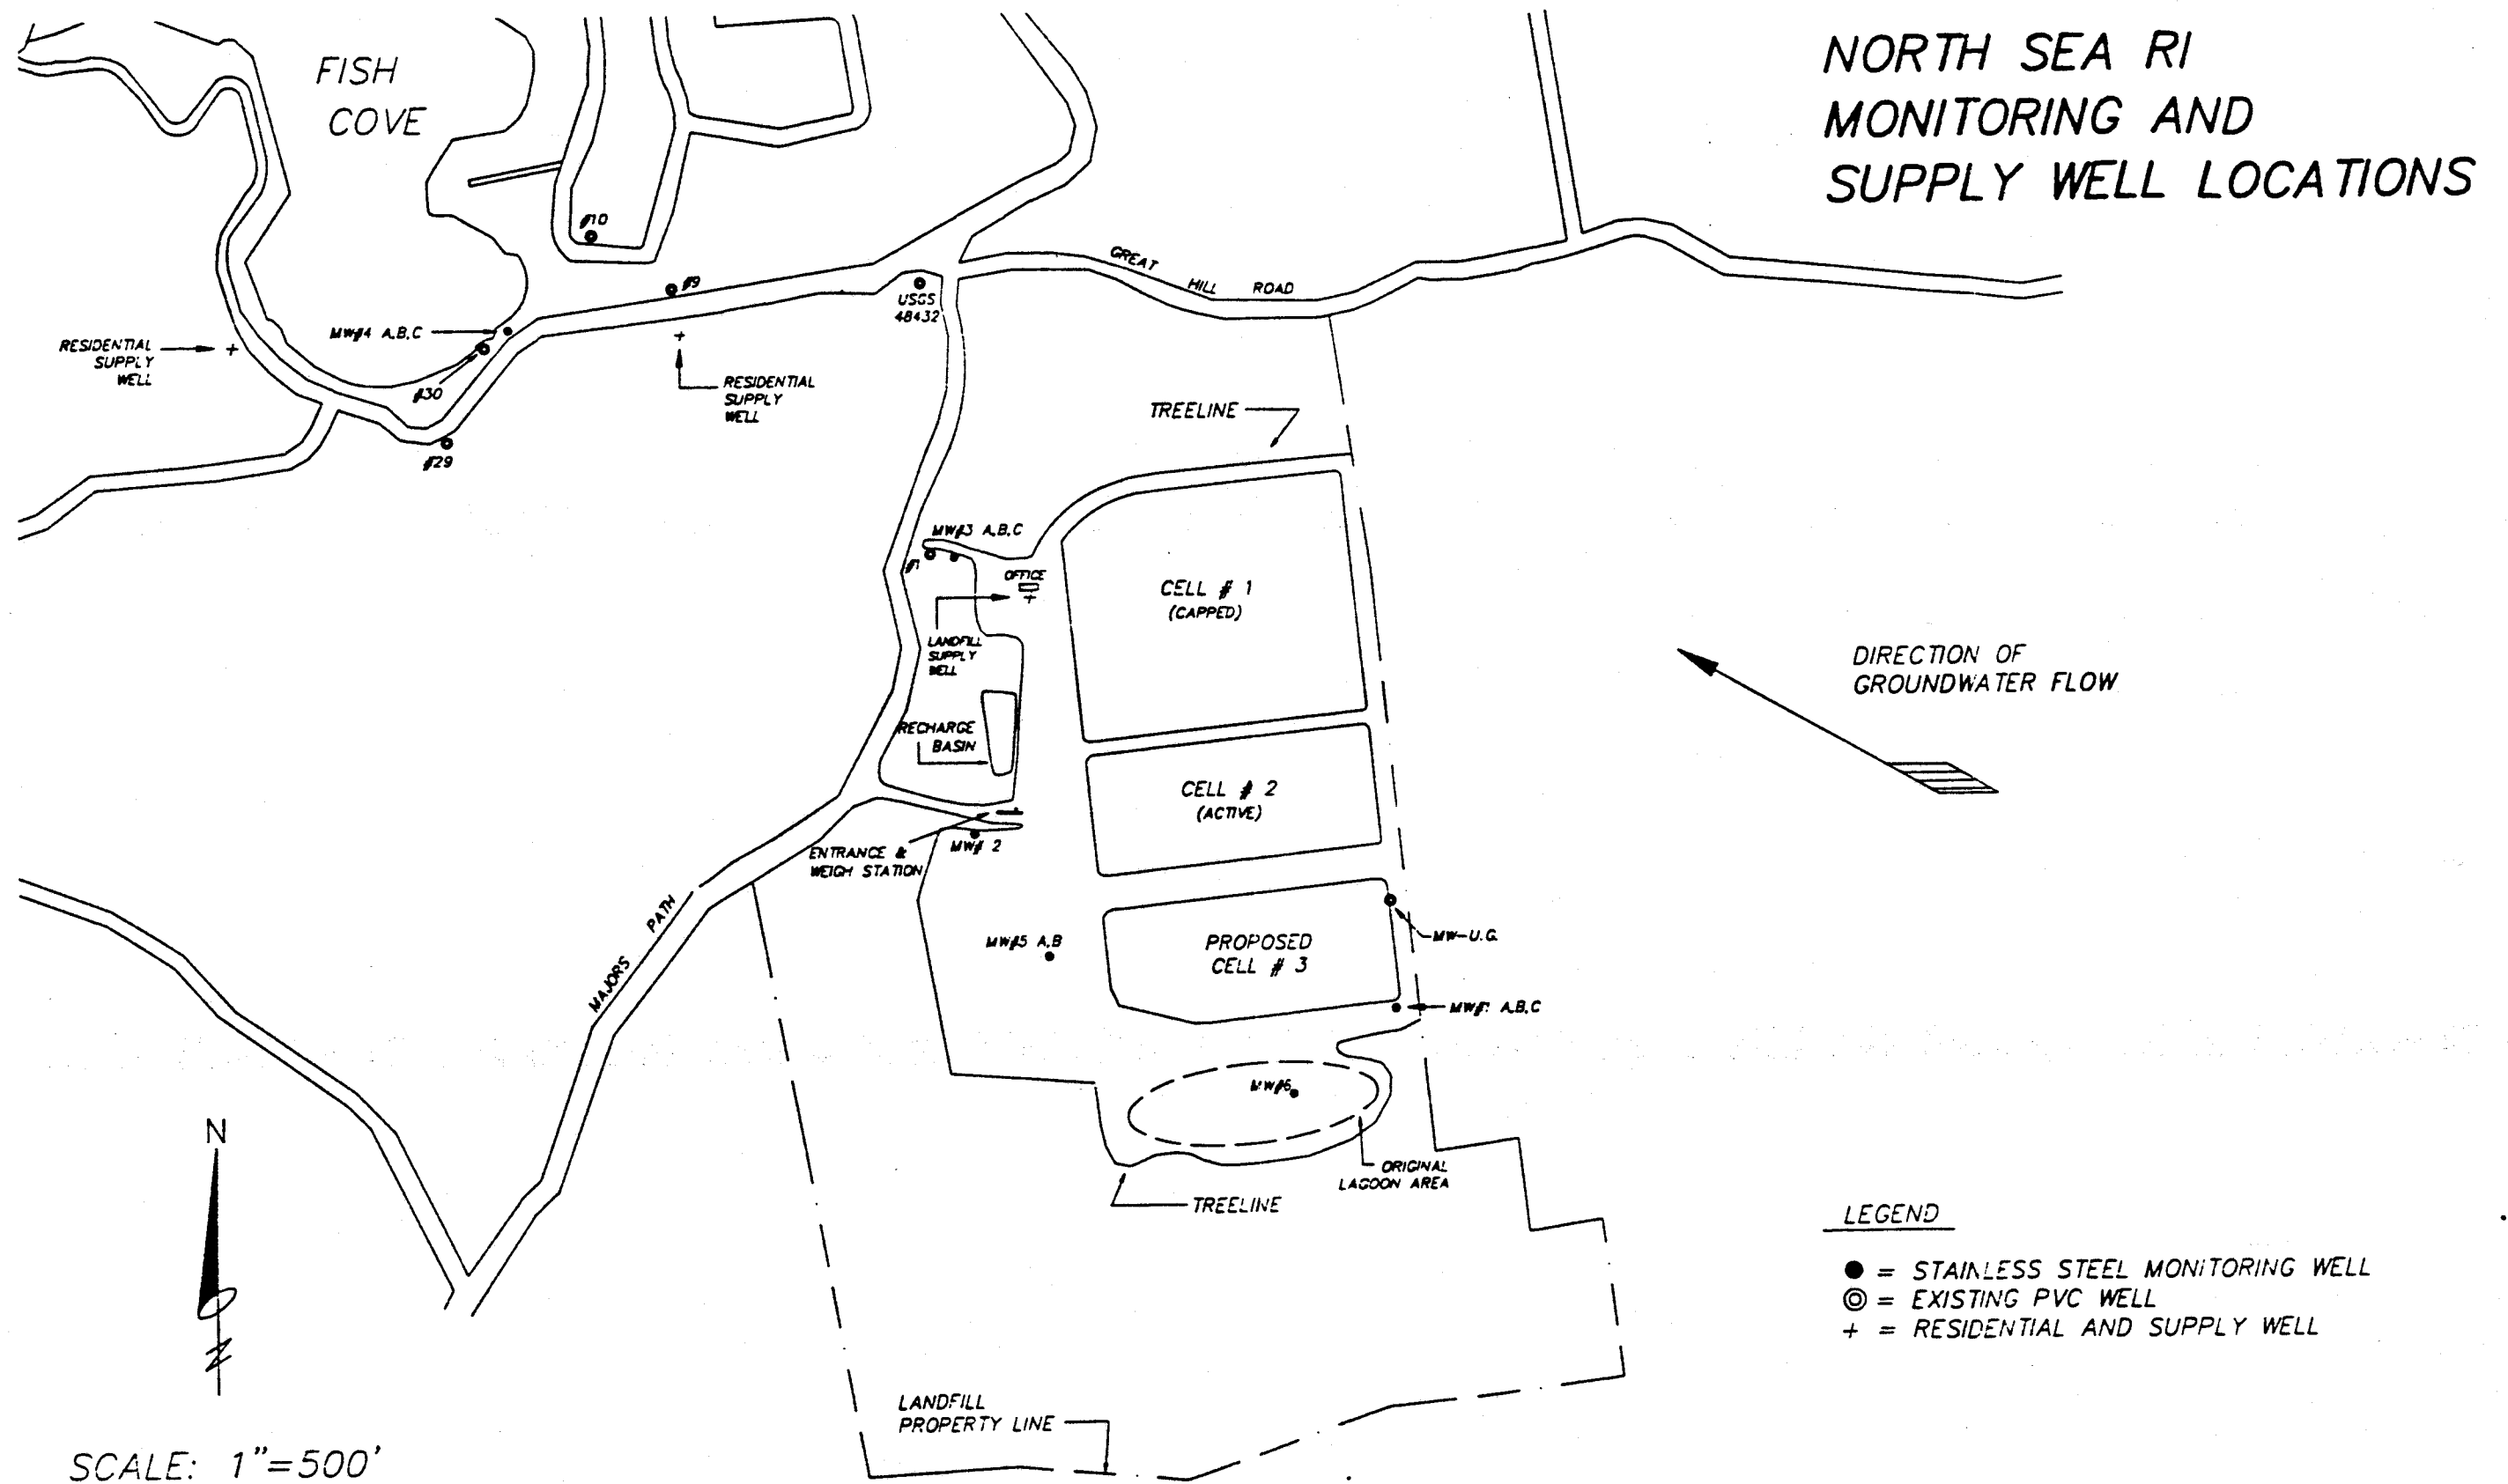 NORTH SEA RI
MONITORING AND
SUPPLY WELL LOCATIONS
FISH
COVE
#10
#9
USGS
48432
GREAT
HILL
ROAD
MW#4 A,B,C
RESIDENTIAL
SUPPLY
WELL
#30
RESIDENTIAL
SUPPLY
WELL
#29
TREELINE
MW#3 A,B,C
#1
OFFICE
LANDFILL
SUPPLY
WELL
CELL # 1
(CAPPED)
DIRECTION OF
GROUNDWATER FLOW
RECHARGE
BASIN
CELL # 2
(ACTIVE)
ENTRANCE &
WEIGH STATION
MW# 2
MAJORS
PATH
MW#5 A,B
PROPOSED
CELL # 3
MW-U.G.
A,B,C
MW#6
ORIGINAL
LAGOON AREA
TREELINE
N
LEGEND
● = STAINLESS STEEL MONITORING WELL
◎ = EXISTING PVC WELL
+ = RESIDENTIAL AND SUPPLY WELL
LANDFILL
PROPERTY LINE
SCALE: 1"=500'